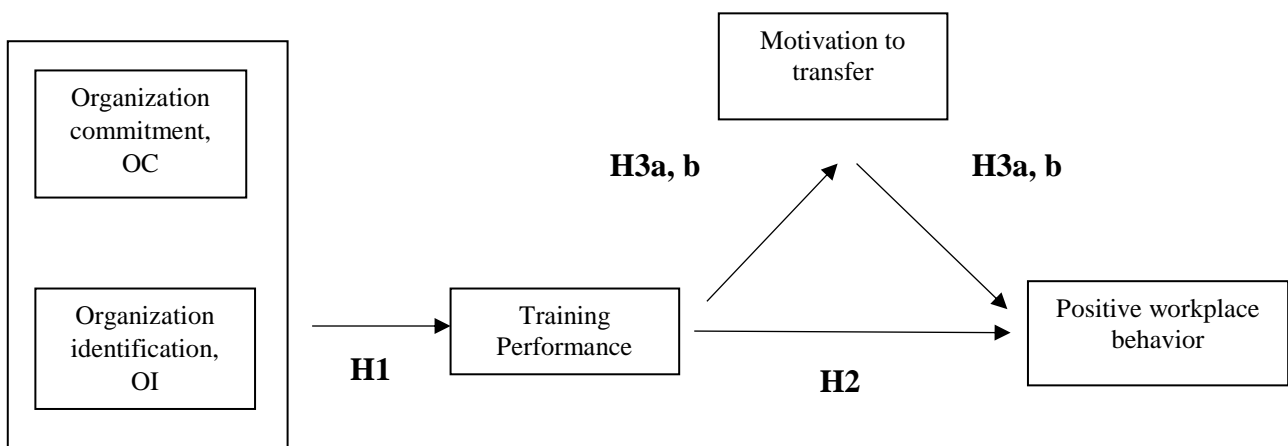 Motivation to
transfer
Organization
commitment,
OC
H3a, b
H3a, b
Organization
identification,
OI
H1
Training
Performance
H2
Positive workplace
behavior